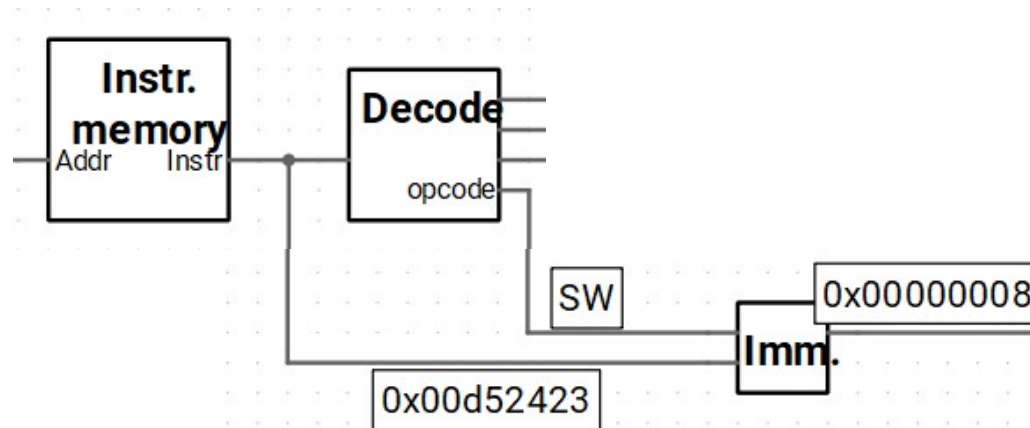 Instr.
memory
Addr Instr
Decode
opcode
SW
0x00000008
Imm.
0x00d52423